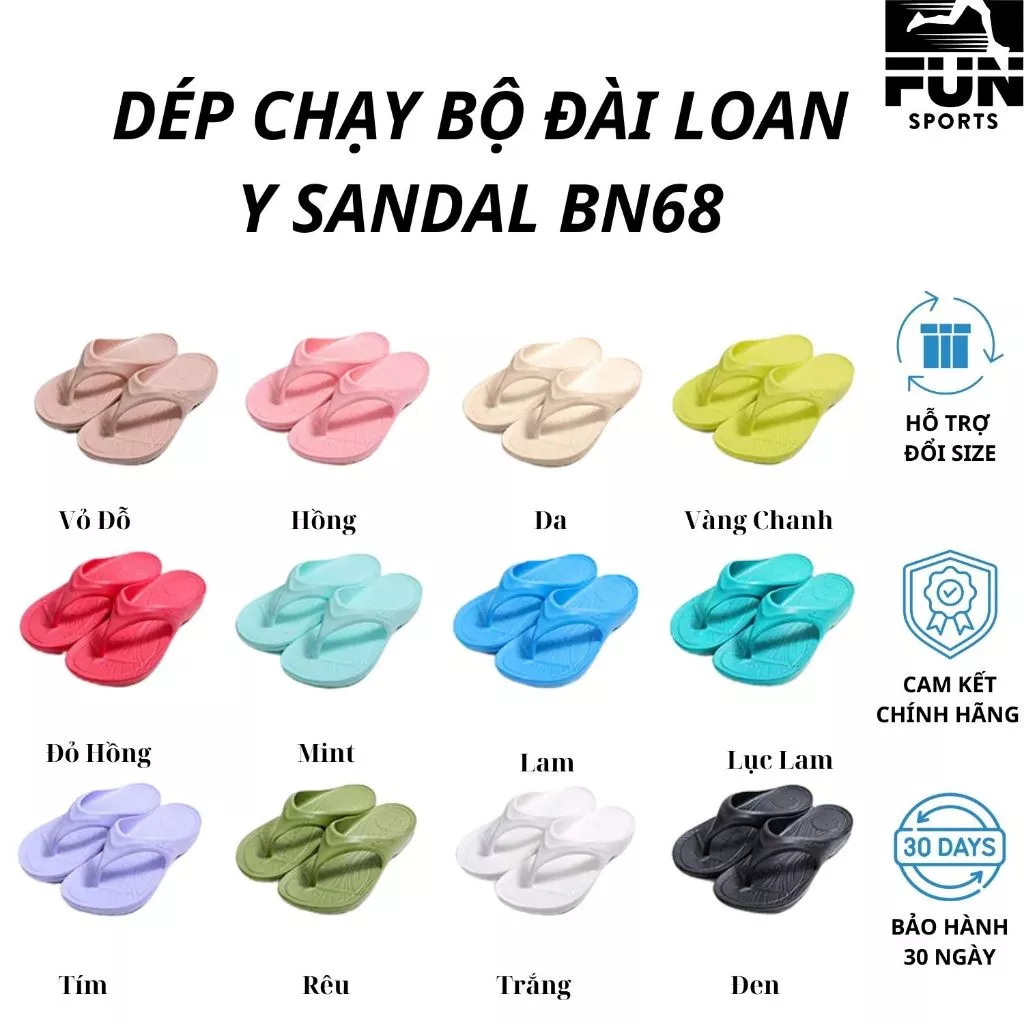 FUN
SPORTS
DÉP CHẠY BỘ ĐÀI LOAN
Y SANDAL BN68
HỖ TRỢ
ĐỔI SIZE
Vỏ Đỗ
Hồng
Da
Vàng Chanh
CAM KẾT
CHÍNH HÃNG
Đỏ Hồng
Mint
Lam
Lục Lam
30 DAYS
BẢO HÀNH
30 NGÀY
Tím
Rêu
Trắng
Đen